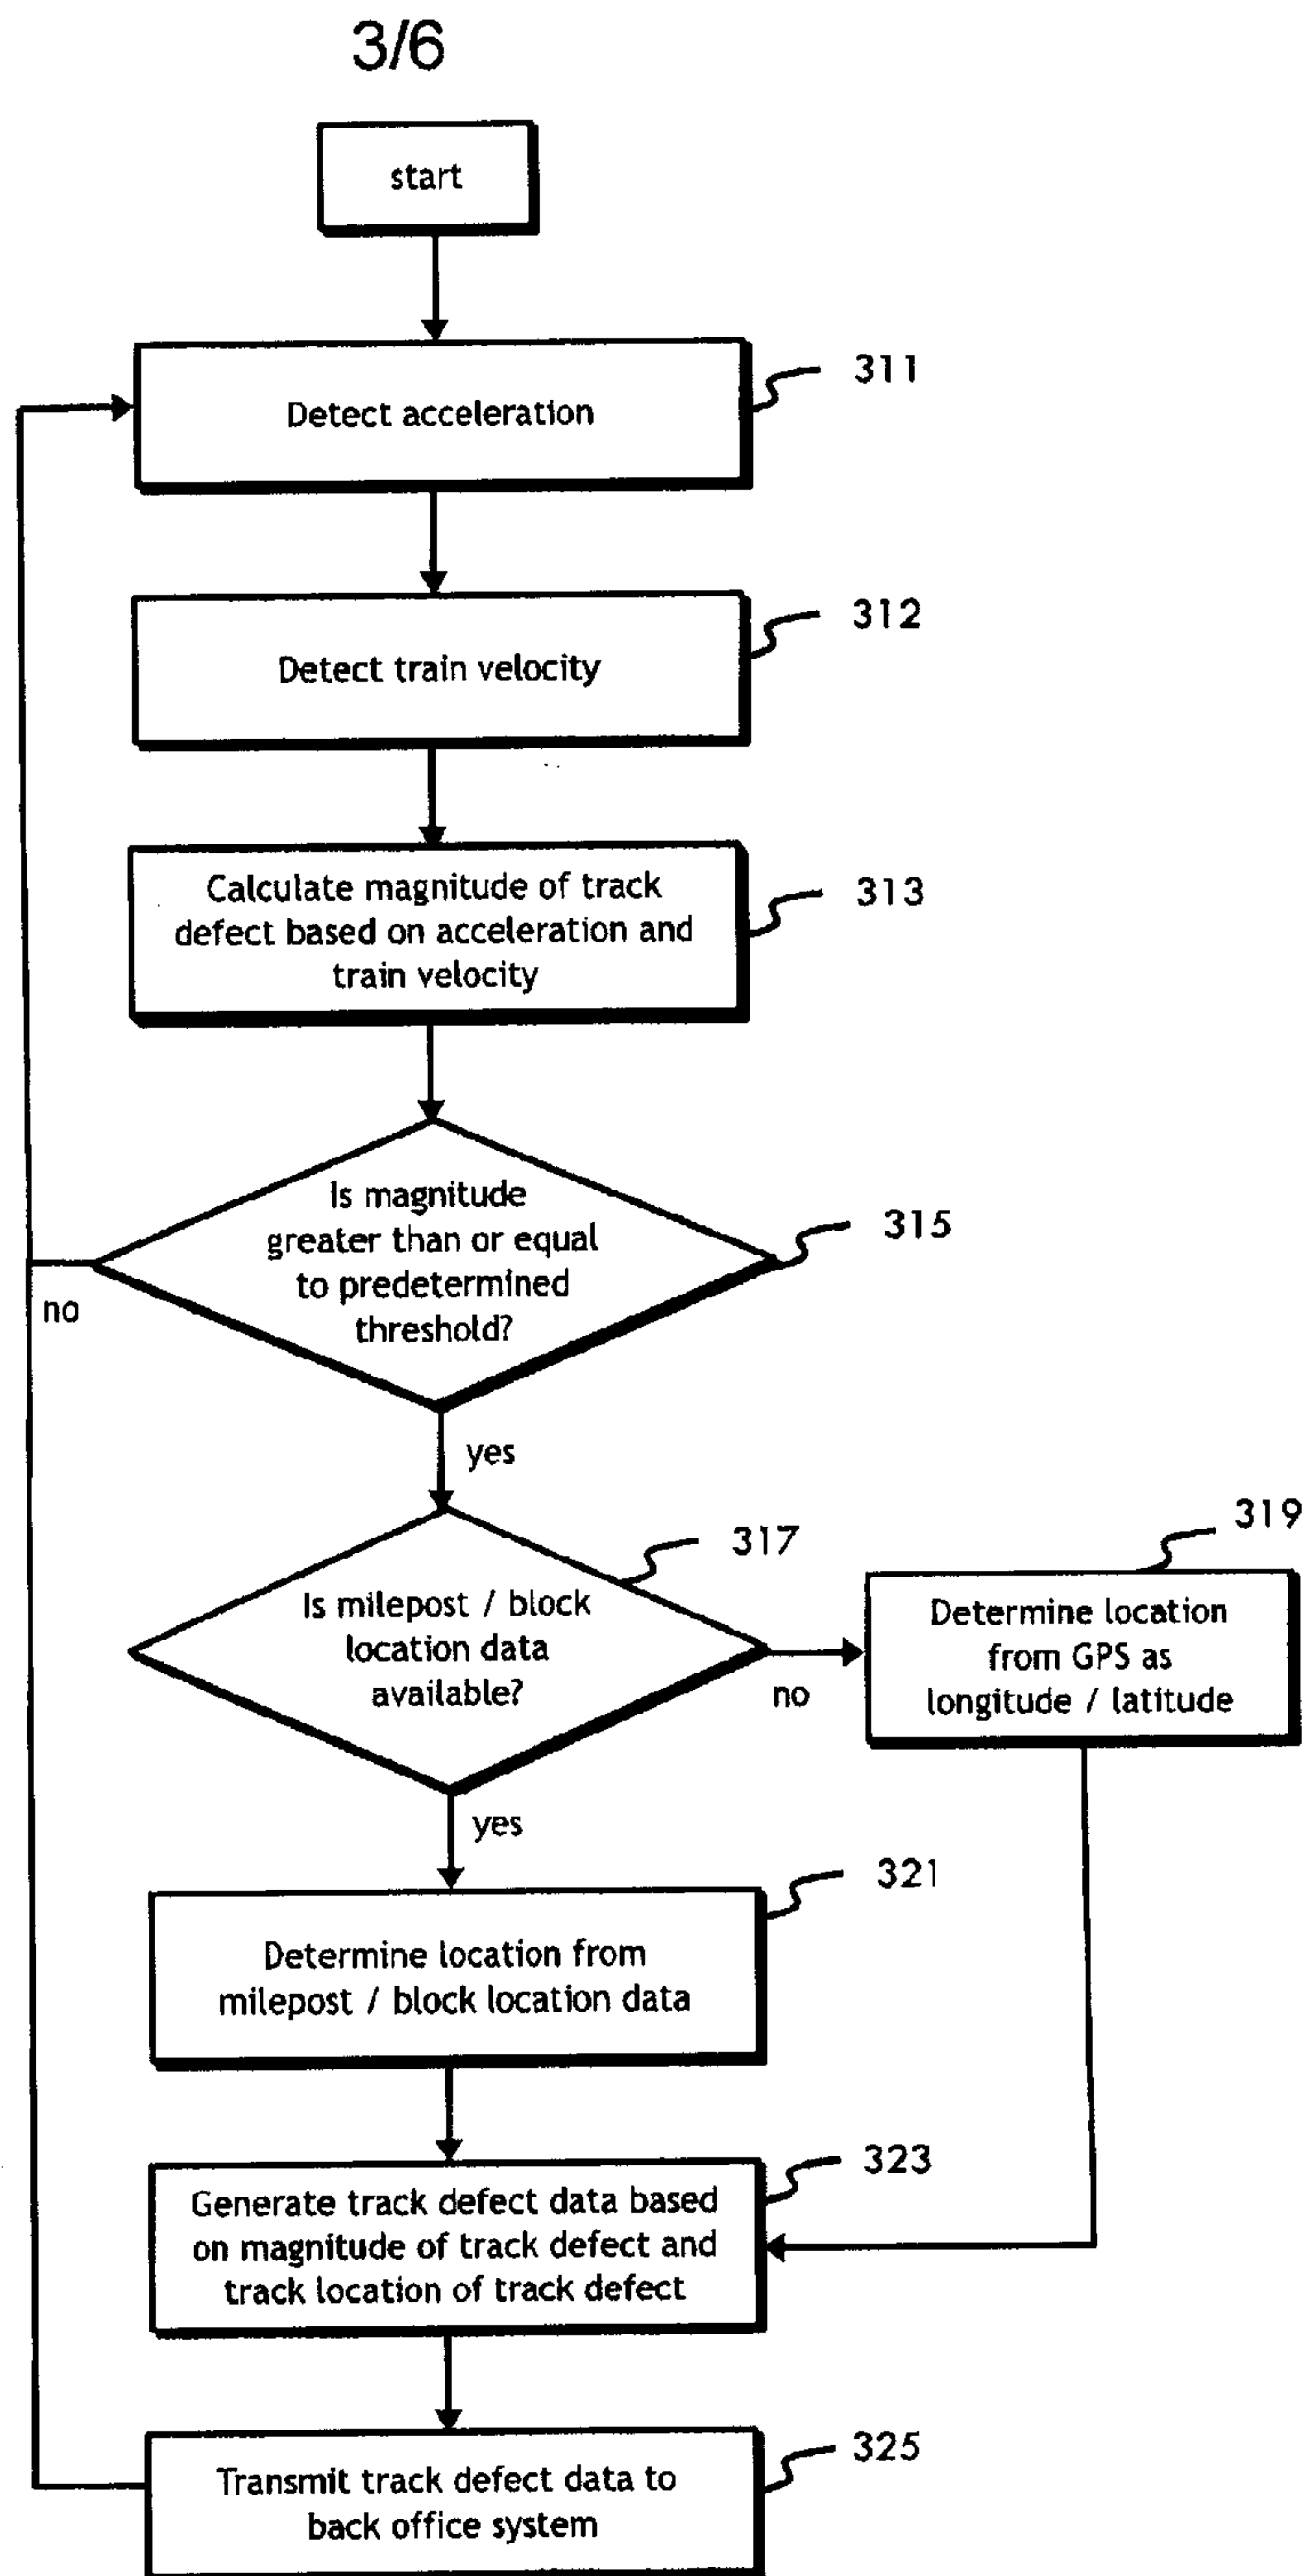 3/6
start
311
Detect acceleration
312
Detect train velocity
313
Calculate magnitude of track
defect based on acceleration and
train velocity
315
Is magnitude
greater than or equal
to predetermined
threshold?
no
yes
317
Is milepost / block
location data
available?
no
319
Determine location
from GPS as
longitude / latitude
yes
321
Determine location from
milepost / block location data
323
Generate track defect data based
on magnitude of track defect and
track location of track defect
325
Transmit track defect data to
back office system